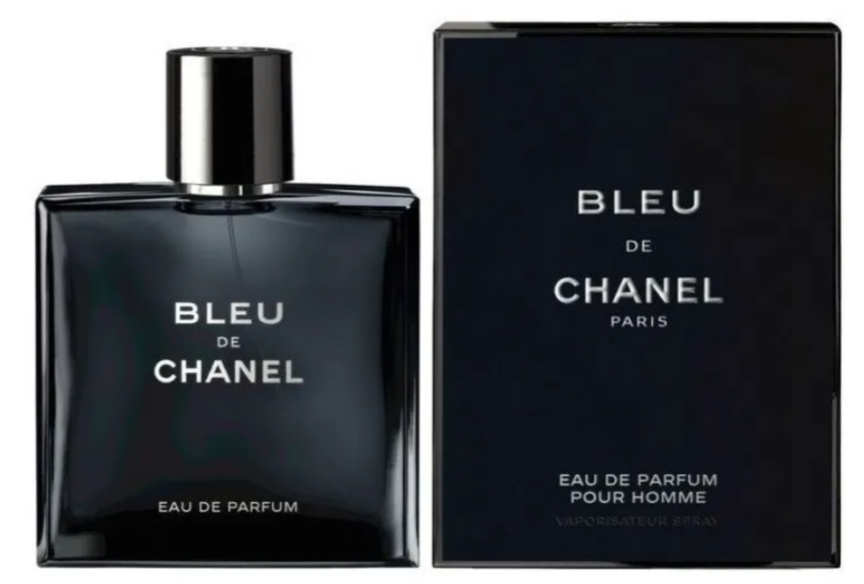 BLEU
DE
CHANEL
EAU DE PARFUM
BLEU
DE
CHANEL
PARIS
EAU DE PARFUM
POUR HOMME
VAPORISATEUR SPRAY